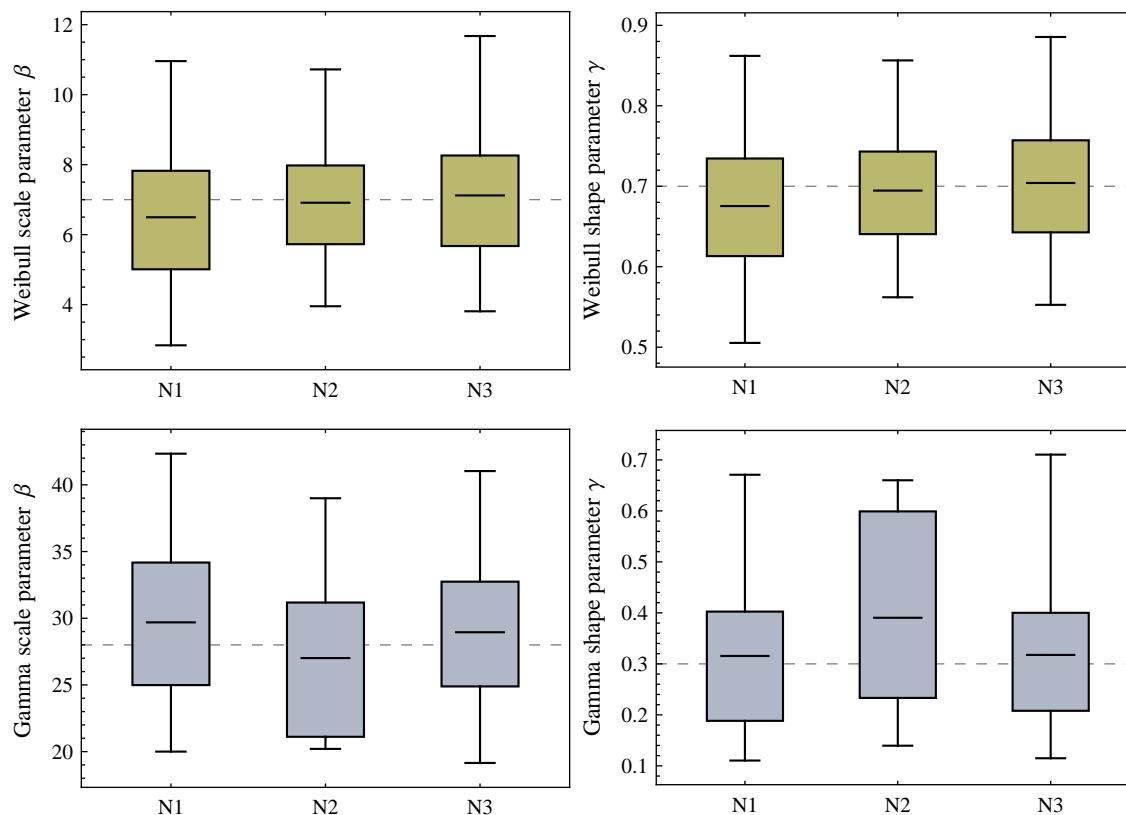 Weibull scale parameter β
12
10
8
6
4
N1 N2 N3
Weibull shape parameter γ
0.9
0.8
0.7
0.6
0.5
N1 N2 N3
Gamma scale parameter β
40
35
30
25
20
N1 N2 N3
Gamma shape parameter γ
0.7
0.6
0.5
0.4
0.3
0.2
0.1
N1 N2 N3